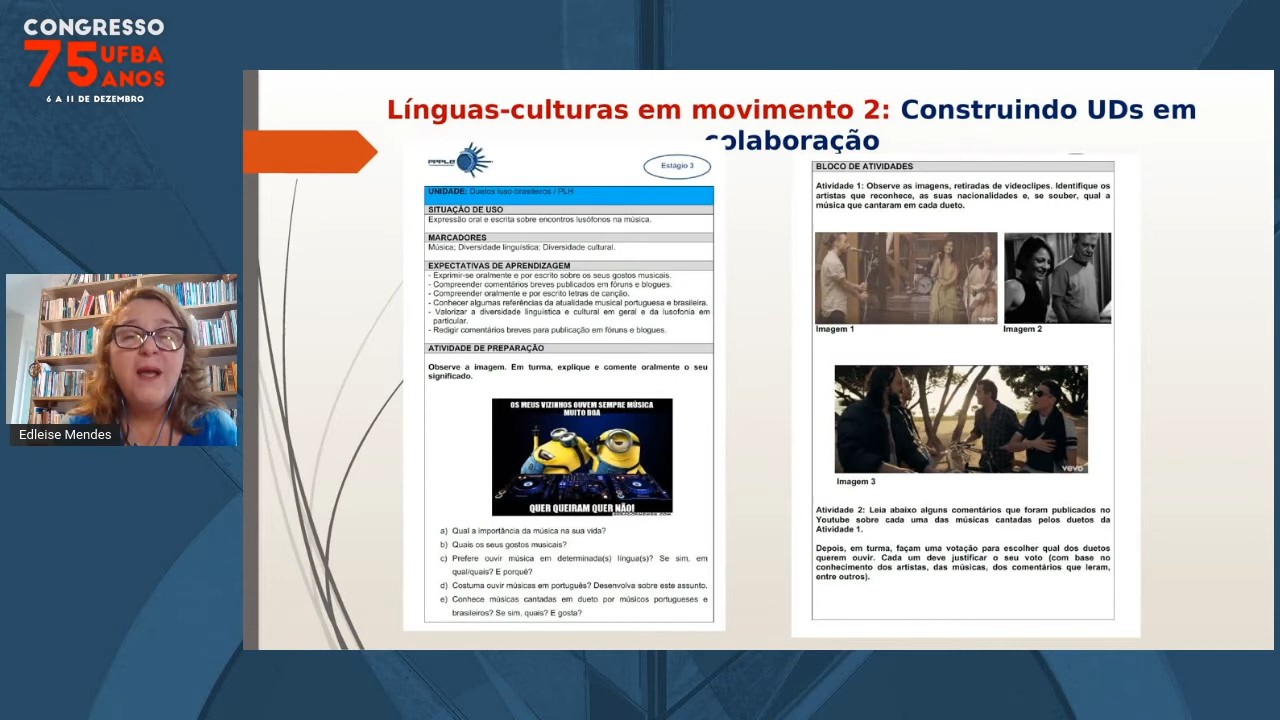 CONGRESSO
75 UFBA
ANOS
6 A 11 DE DEZEMBRO
Edleise Mendes
Línguas-culturas em movimento 2: Construindo UDs em
colaboração
PPPLE
Estágio 3
UNIDADE: Duetos luso-brasileiros / PLH
SITUAÇÃO DE USO
Expressão oral e escrita sobre encontros lusófonos na música.
MARCADORES
Música; Diversidade linguística; Diversidade cultural.
EXPECTATIVAS DE APRENDIZAGEM
- Exprimir-se oralmente e por escrito sobre os seus gostos musicais.
- Compreender comentários breves publicados em fóruns e blogues.
- Compreender oralmente e por escrito letras de canção.
- Conhecer algumas referências da atualidade musical portuguesa e brasileira.
- Valorizar a diversidade linguística e cultural em geral e da lusofonia em
particular.
- Redigir comentários breves para publicação em fóruns e blogues.
ATIVIDADE DE PREPARAÇÃO
Observe a imagem. Em turma, explique e comente oralmente o seu
significado.
OS MEUS VIZINHOS OUVEM SEMPRE MÚSICA
MUITO BOA
QUER QUEIRAM QUER NÃO!
a) Qual a importância da música na sua vida?
b) Quais os seus gostos musicais?
c) Prefere ouvir música em determinada(s) língua(s)? Se sim, em
qual/quais? E porquê?
d) Costuma ouvir músicas em português? Desenvolva sobre este assunto.
e) Conhece músicas cantadas em dueto por músicos portugueses e
brasileiros? Se sim, quais? E gosta?
BLOCO DE ATIVIDADES
Atividade 1: Observe as imagens, retiradas de videoclipes. Identifique os
artistas que reconhece, as suas nacionalidades e, se souber, qual a
música que cantaram em cada dueto.
vevo
Imagem 1
Imagem 2
vevo
Imagem 3
Atividade 2: Leia abaixo alguns comentários que foram publicados no
Youtube sobre cada uma das músicas cantadas pelos duetos da
Atividade 1.
Depois, em turma, façam uma votação para escolher qual dos duetos
querem ouvir. Cada um deve justificar o seu voto (com base no
conhecimento dos artistas, das músicas, dos comentários que leram,
entre outros).